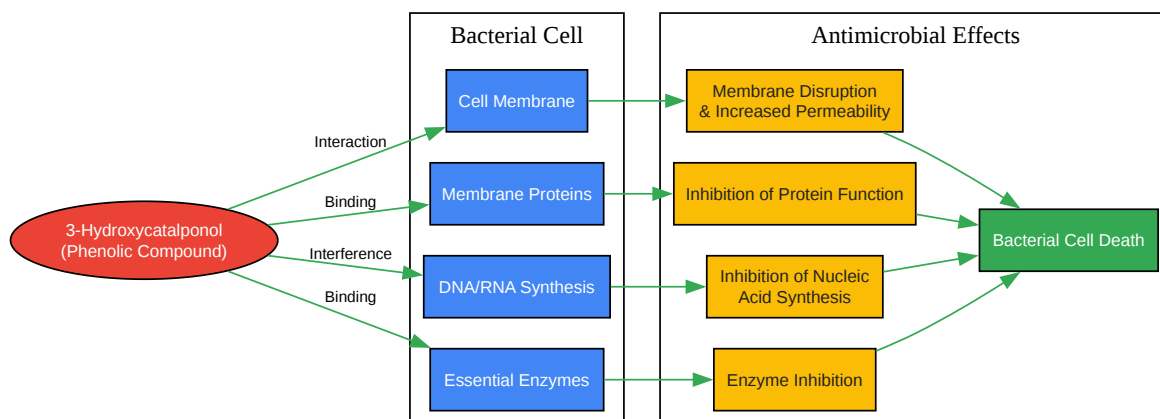 Bacterial Cell
Antimicrobial Effects
Cell Membrane
Membrane Disruption
& Increased Permeability
Interaction
Membrane Proteins
Inhibition of Protein Function
Binding
3-Hydroxycatalponol
(Phenolic Compound)
Bacterial Cell Death
Interference
DNA/RNA Synthesis
Inhibition of Nucleic
Acid Synthesis
Binding
Essential Enzymes
Enzyme Inhibition